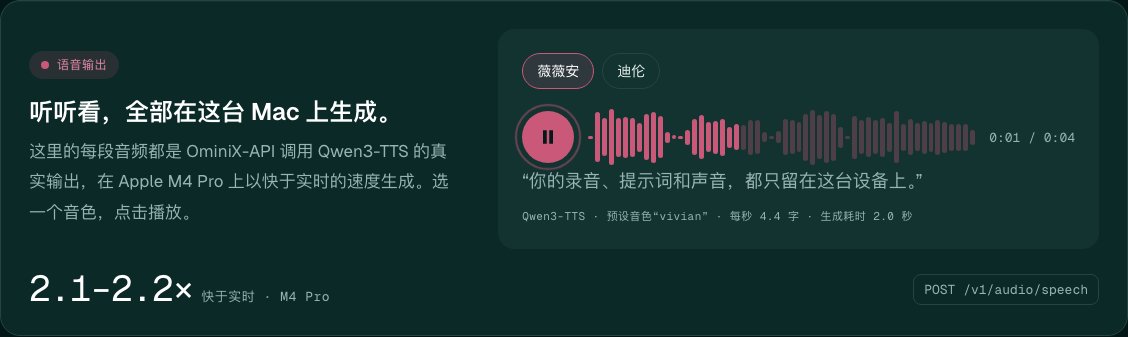 语音输出
听听看，全部在这台 Mac 上生成。
这里的每段音频都是 OminiX-API 调用 Qwen3-TTS 的真
实输出，在 Apple M4 Pro 上以快于实时的速度生成。选
一个音色，点击播放。
2.1–2.2× 快于实时 · M4 Pro
薇薇安 迪伦
0:01 / 0:04
“你的录音、提示词和声音，都只留在这台设备上。”
Qwen3-TTS · 预设音色“vivian” · 每秒 4.4 字 · 生成耗时 2.0 秒
POST /v1/audio/speech